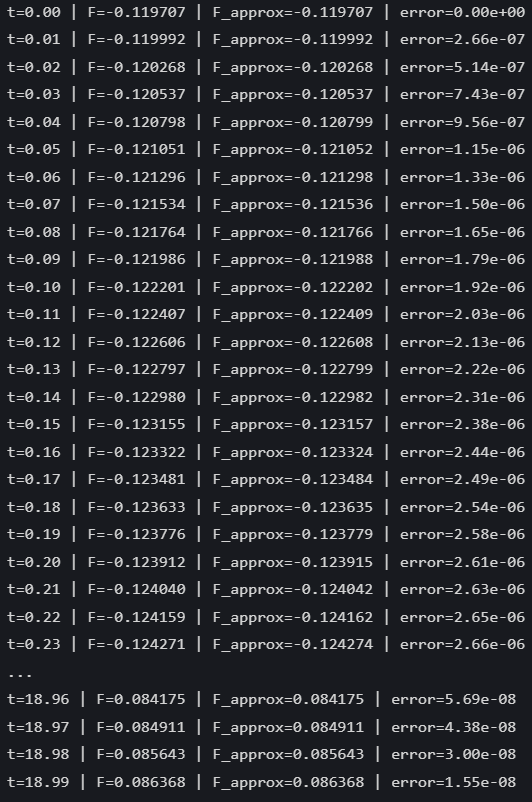 t=0.00 | F=-0.119707 | F_approx=-0.119707 | error=0.00e+00
t=0.01 | F=-0.119992 | F_approx=-0.119992 | error=2.66e-07
t=0.02 | F=-0.120268 | F_approx=-0.120268 | error=5.14e-07
t=0.03 | F=-0.120537 | F_approx=-0.120537 | error=7.43e-07
t=0.04 | F=-0.120798 | F_approx=-0.120799 | error=9.56e-07
t=0.05 | F=-0.121051 | F_approx=-0.121052 | error=1.15e-06
t=0.06 | F=-0.121296 | F_approx=-0.121298 | error=1.33e-06
t=0.07 | F=-0.121534 | F_approx=-0.121536 | error=1.50e-06
t=0.08 | F=-0.121764 | F_approx=-0.121766 | error=1.65e-06
t=0.09 | F=-0.121986 | F_approx=-0.121988 | error=1.79e-06
t=0.10 | F=-0.122201 | F_approx=-0.122202 | error=1.92e-06
t=0.11 | F=-0.122407 | F_approx=-0.122409 | error=2.03e-06
t=0.12 | F=-0.122606 | F_approx=-0.122608 | error=2.13e-06
t=0.13 | F=-0.122797 | F_approx=-0.122799 | error=2.22e-06
t=0.14 | F=-0.122980 | F_approx=-0.122982 | error=2.31e-06
t=0.15 | F=-0.123155 | F_approx=-0.123157 | error=2.38e-06
t=0.16 | F=-0.123322 | F_approx=-0.123324 | error=2.44e-06
t=0.17 | F=-0.123481 | F_approx=-0.123484 | error=2.49e-06
t=0.18 | F=-0.123633 | F_approx=-0.123635 | error=2.54e-06
t=0.19 | F=-0.123776 | F_approx=-0.123779 | error=2.58e-06
t=0.20 | F=-0.123912 | F_approx=-0.123915 | error=2.61e-06
t=0.21 | F=-0.124040 | F_approx=-0.124042 | error=2.63e-06
t=0.22 | F=-0.124159 | F_approx=-0.124162 | error=2.65e-06
t=0.23 | F=-0.124271 | F_approx=-0.124274 | error=2.66e-06
...
t=18.96 | F=0.084175 | F_approx=0.084175 | error=5.69e-08
t=18.97 | F=0.084911 | F_approx=0.084911 | error=4.38e-08
t=18.98 | F=0.085643 | F_approx=0.085643 | error=3.00e-08
t=18.99 | F=0.086368 | F_approx=0.086368 | error=1.55e-08